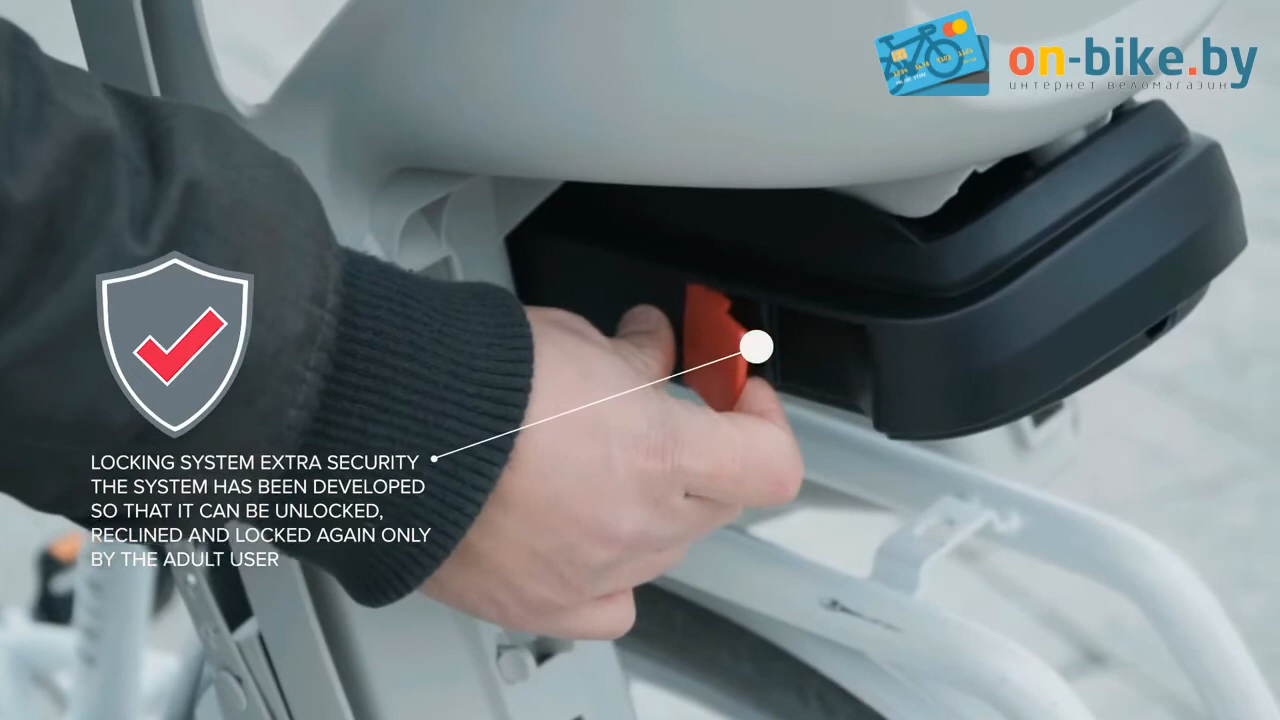 on-bike.by
интернет веломагазин
LOCKING SYSTEM EXTRA SECURITY
THE SYSTEM HAS BEEN DEVELOPED
SO THAT IT CAN BE UNLOCKED,
RECLINED AND LOCKED AGAIN ONLY
BY THE ADULT USER